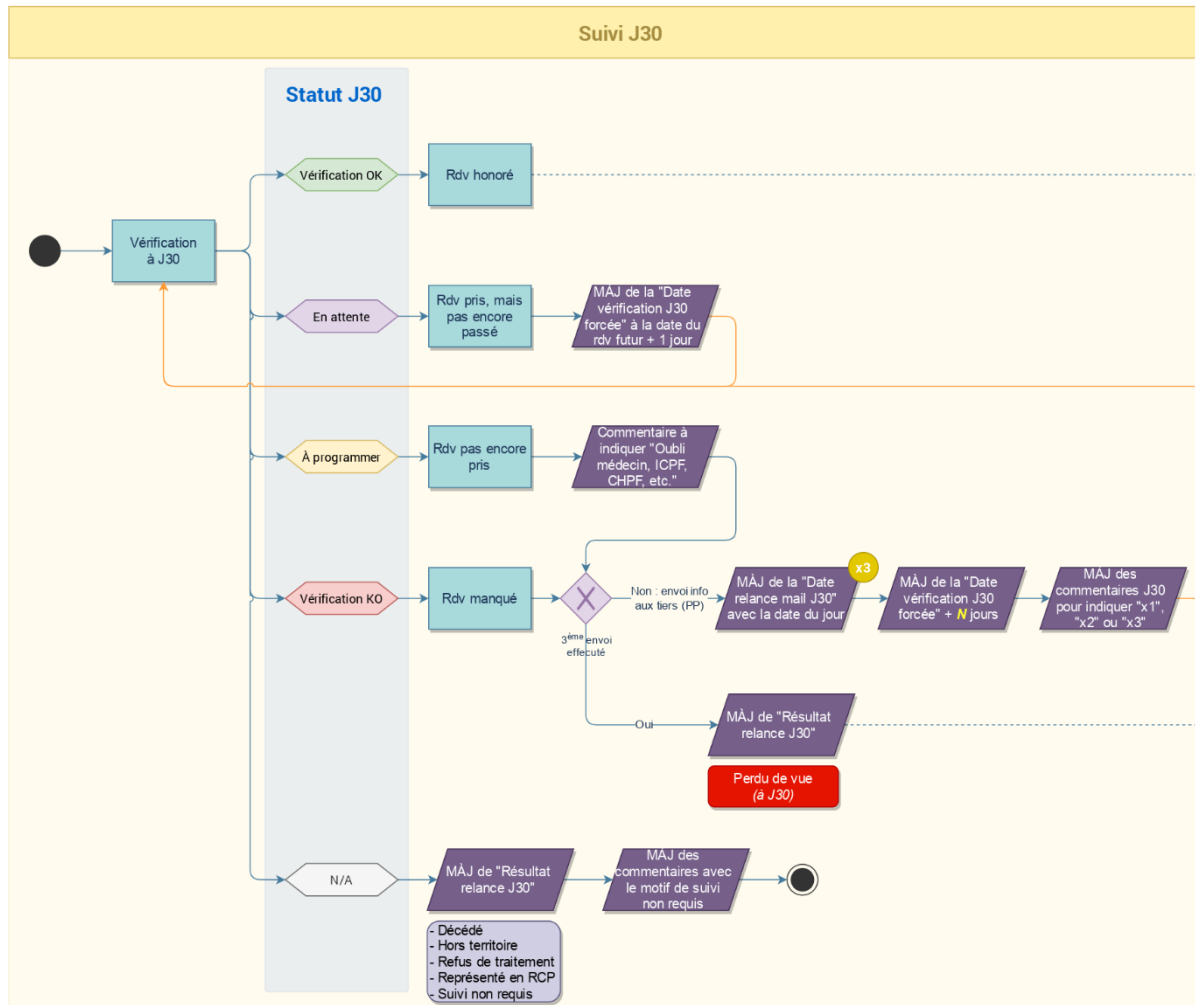 Suivi J30
Statut J30
Vérification OK
Rdv honoré
Vérification
à J30
En attente
Rdv pris, mais
pas encore
passé
MÀJ de la "Date
vérification J30
forcée" à la date du
rdv futur + 1 jour
À programmer
Rdv pas encore
pris
Commentaire à
indiquer "Oubli
médecin, ICPF,
CHPF, etc."
Vérification KO
Rdv manqué
3ème envoi
effecuté
Non : envoi info
aux tiers (PP)
MÀJ de la "Date
relance mail J30"
avec la date du jour
x3
MÀJ de la "Date
vérification J30
forcée" + N jours
MÀJ des
commentaires J30
pour indiquer "x1",
"x2" ou "x3"
Oui
MÀJ de "Résultat
relance J30"
Perdu de vue
(à J30)
N/A
MÀJ de "Résultat
relance J30"
MÀJ des
commentaires avec
le motif de suivi
non requis
- Décédé
- Hors territoire
- Refus de traitement
- Représenté en RCP
- Suivi non requis